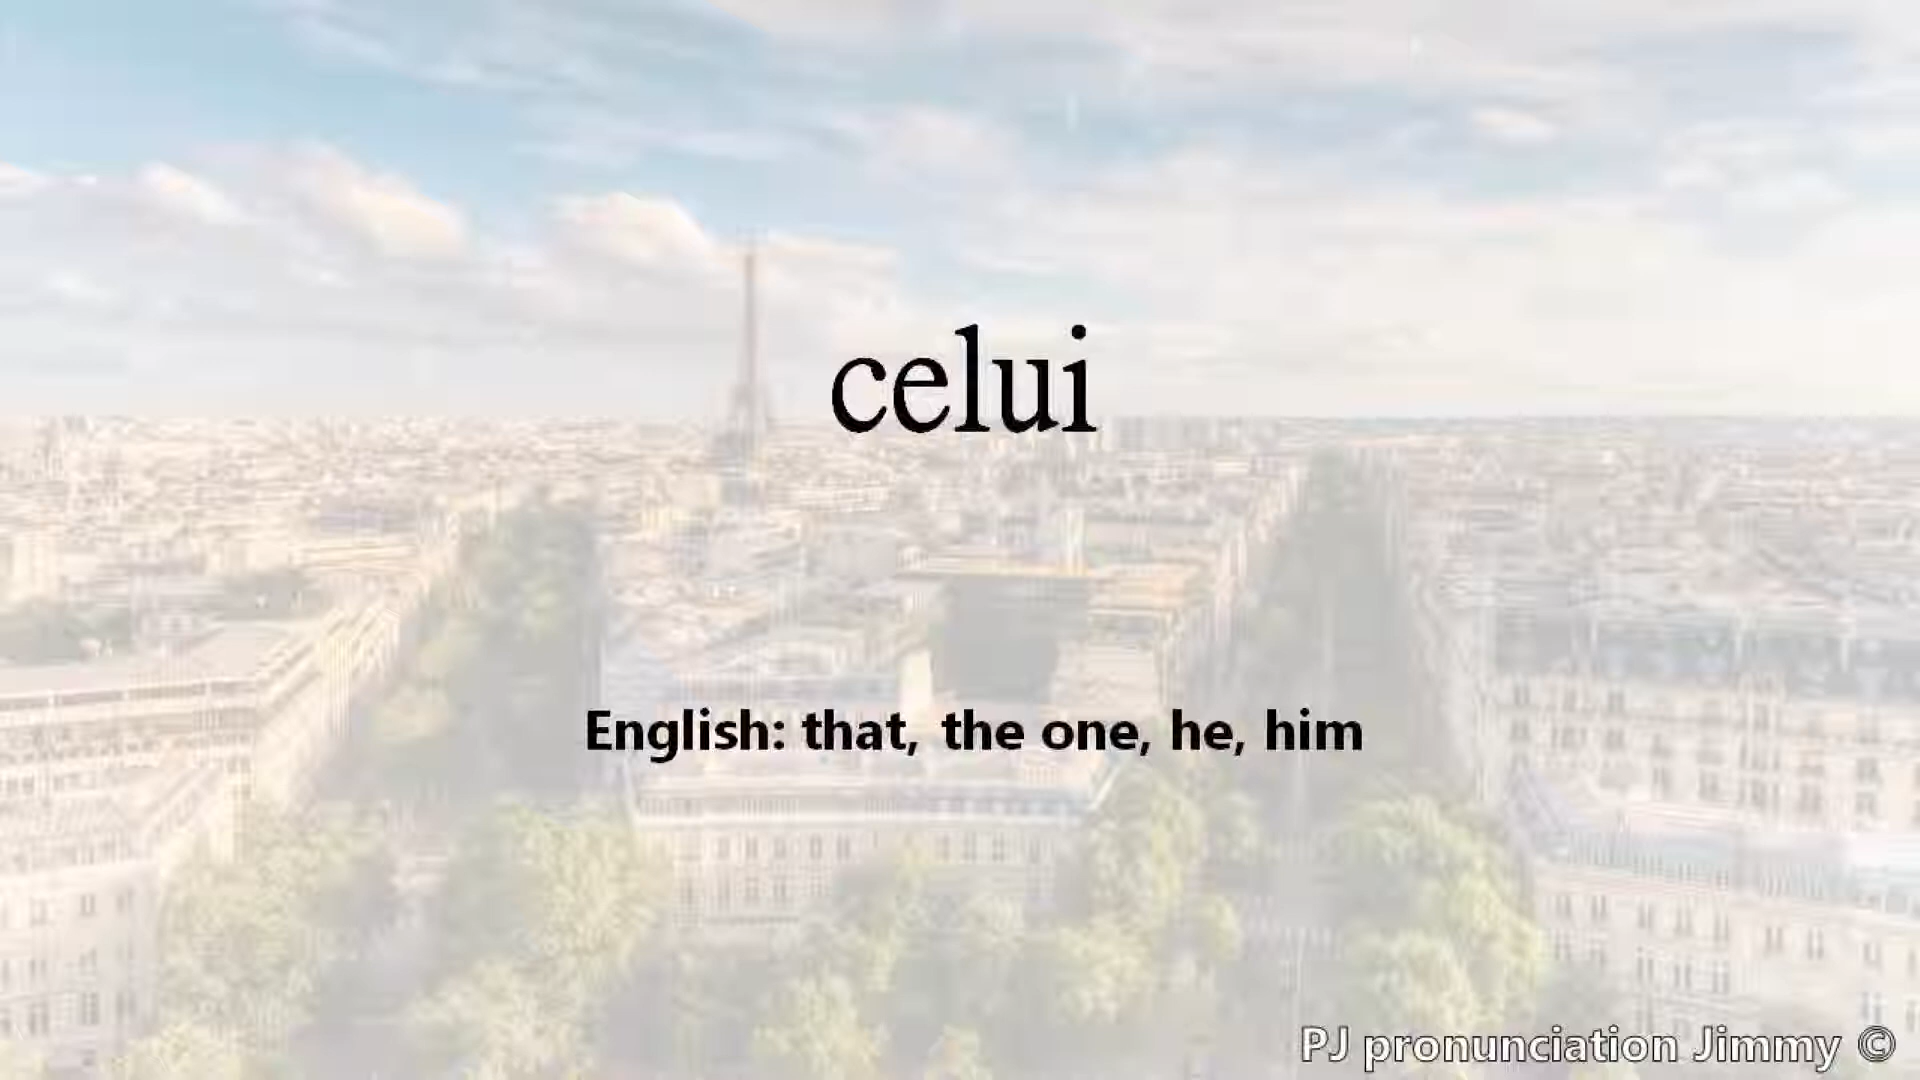 celui
English: that, the one, he, him
PJ pronunciation Jimmy ©